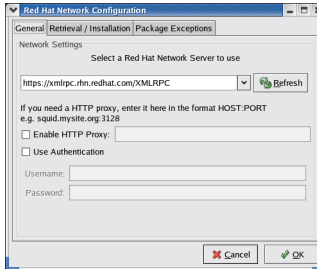 Red Hat Network Configuration
General Retrieval / Installation Package Exceptions
Network Settings
Select a Red Hat Network Server to use
https://xmlrpc.rhn.redhat.com/XMLRPC Refresh
If you need a HTTP proxy, enter it here in the format HOST:PORT
e.g. squid.mysite.org:3128
Enable HTTP Proxy:
Use Authentication
Username:
Password:
Cancel OK